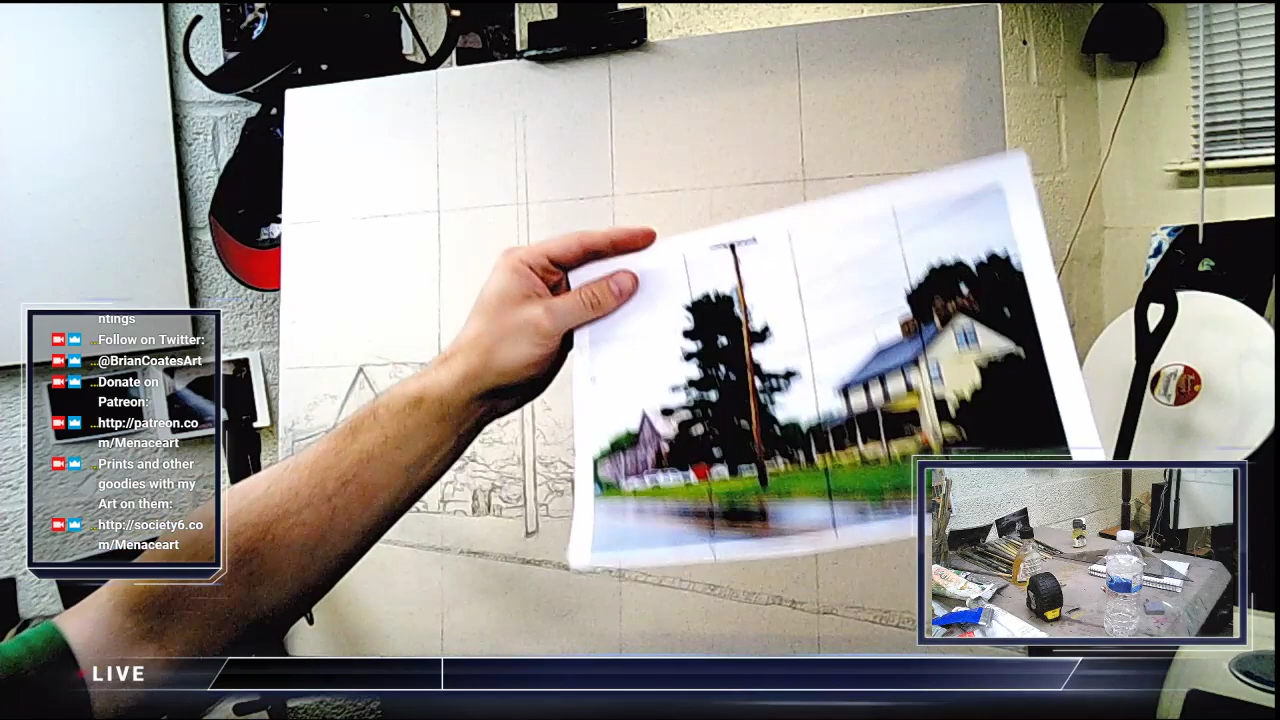 ntings
Follow on Twitter:
..@BrianCoatesArt
..Donate on
Patreon:
..http://patreon.co
m/Menaceart
..Prints and other
goodies with my
Art on them:
..http://society6.co
m/Menaceart
LIVE